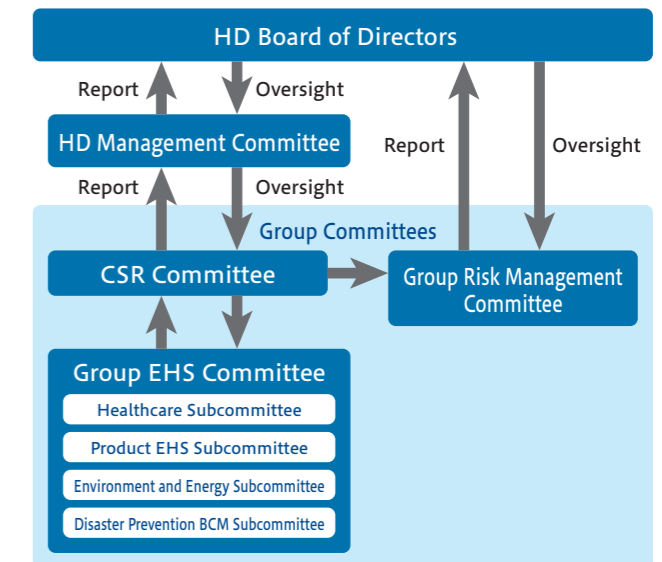 HD Board of Directors
Report
Oversight
HD Management Committee
Report
Oversight
Report
Oversight
Group Committees
CSR Committee
Group Risk Management
Committee
Group EHS Committee
Healthcare Subcommittee
Product EHS Subcommittee
Environment and Energy Subcommittee
Disaster Prevention BCM Subcommittee